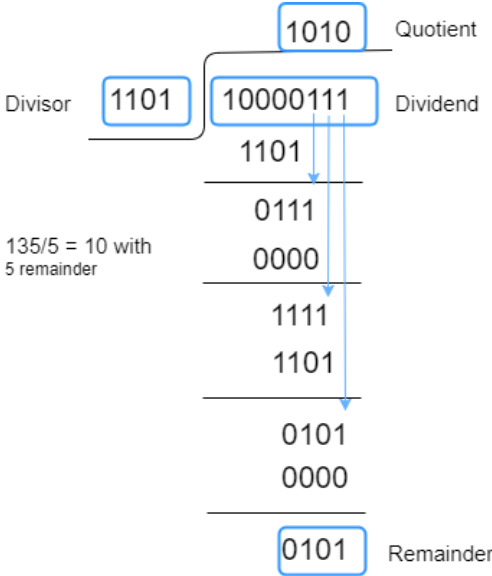 1010 Quotient
Divisor 1101 10000111 Dividend
1101
0111
135/5 = 10 with
5 remainder
0000
1111
1101
0101
0000
0101 Remainder